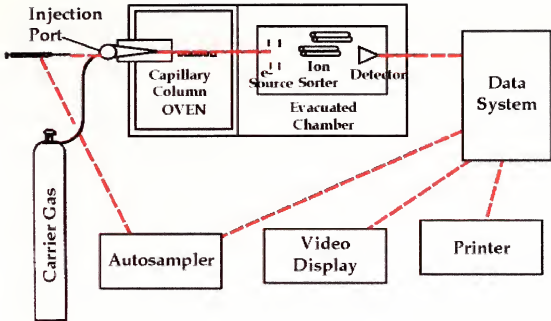 Injection
Port
Capillary
Column
OVEN
e-
Source
Ion
Sorter
Detector
Evacuated
Chamber
Data
System
Carrier Gas
Autosampler
Video
Display
Printer